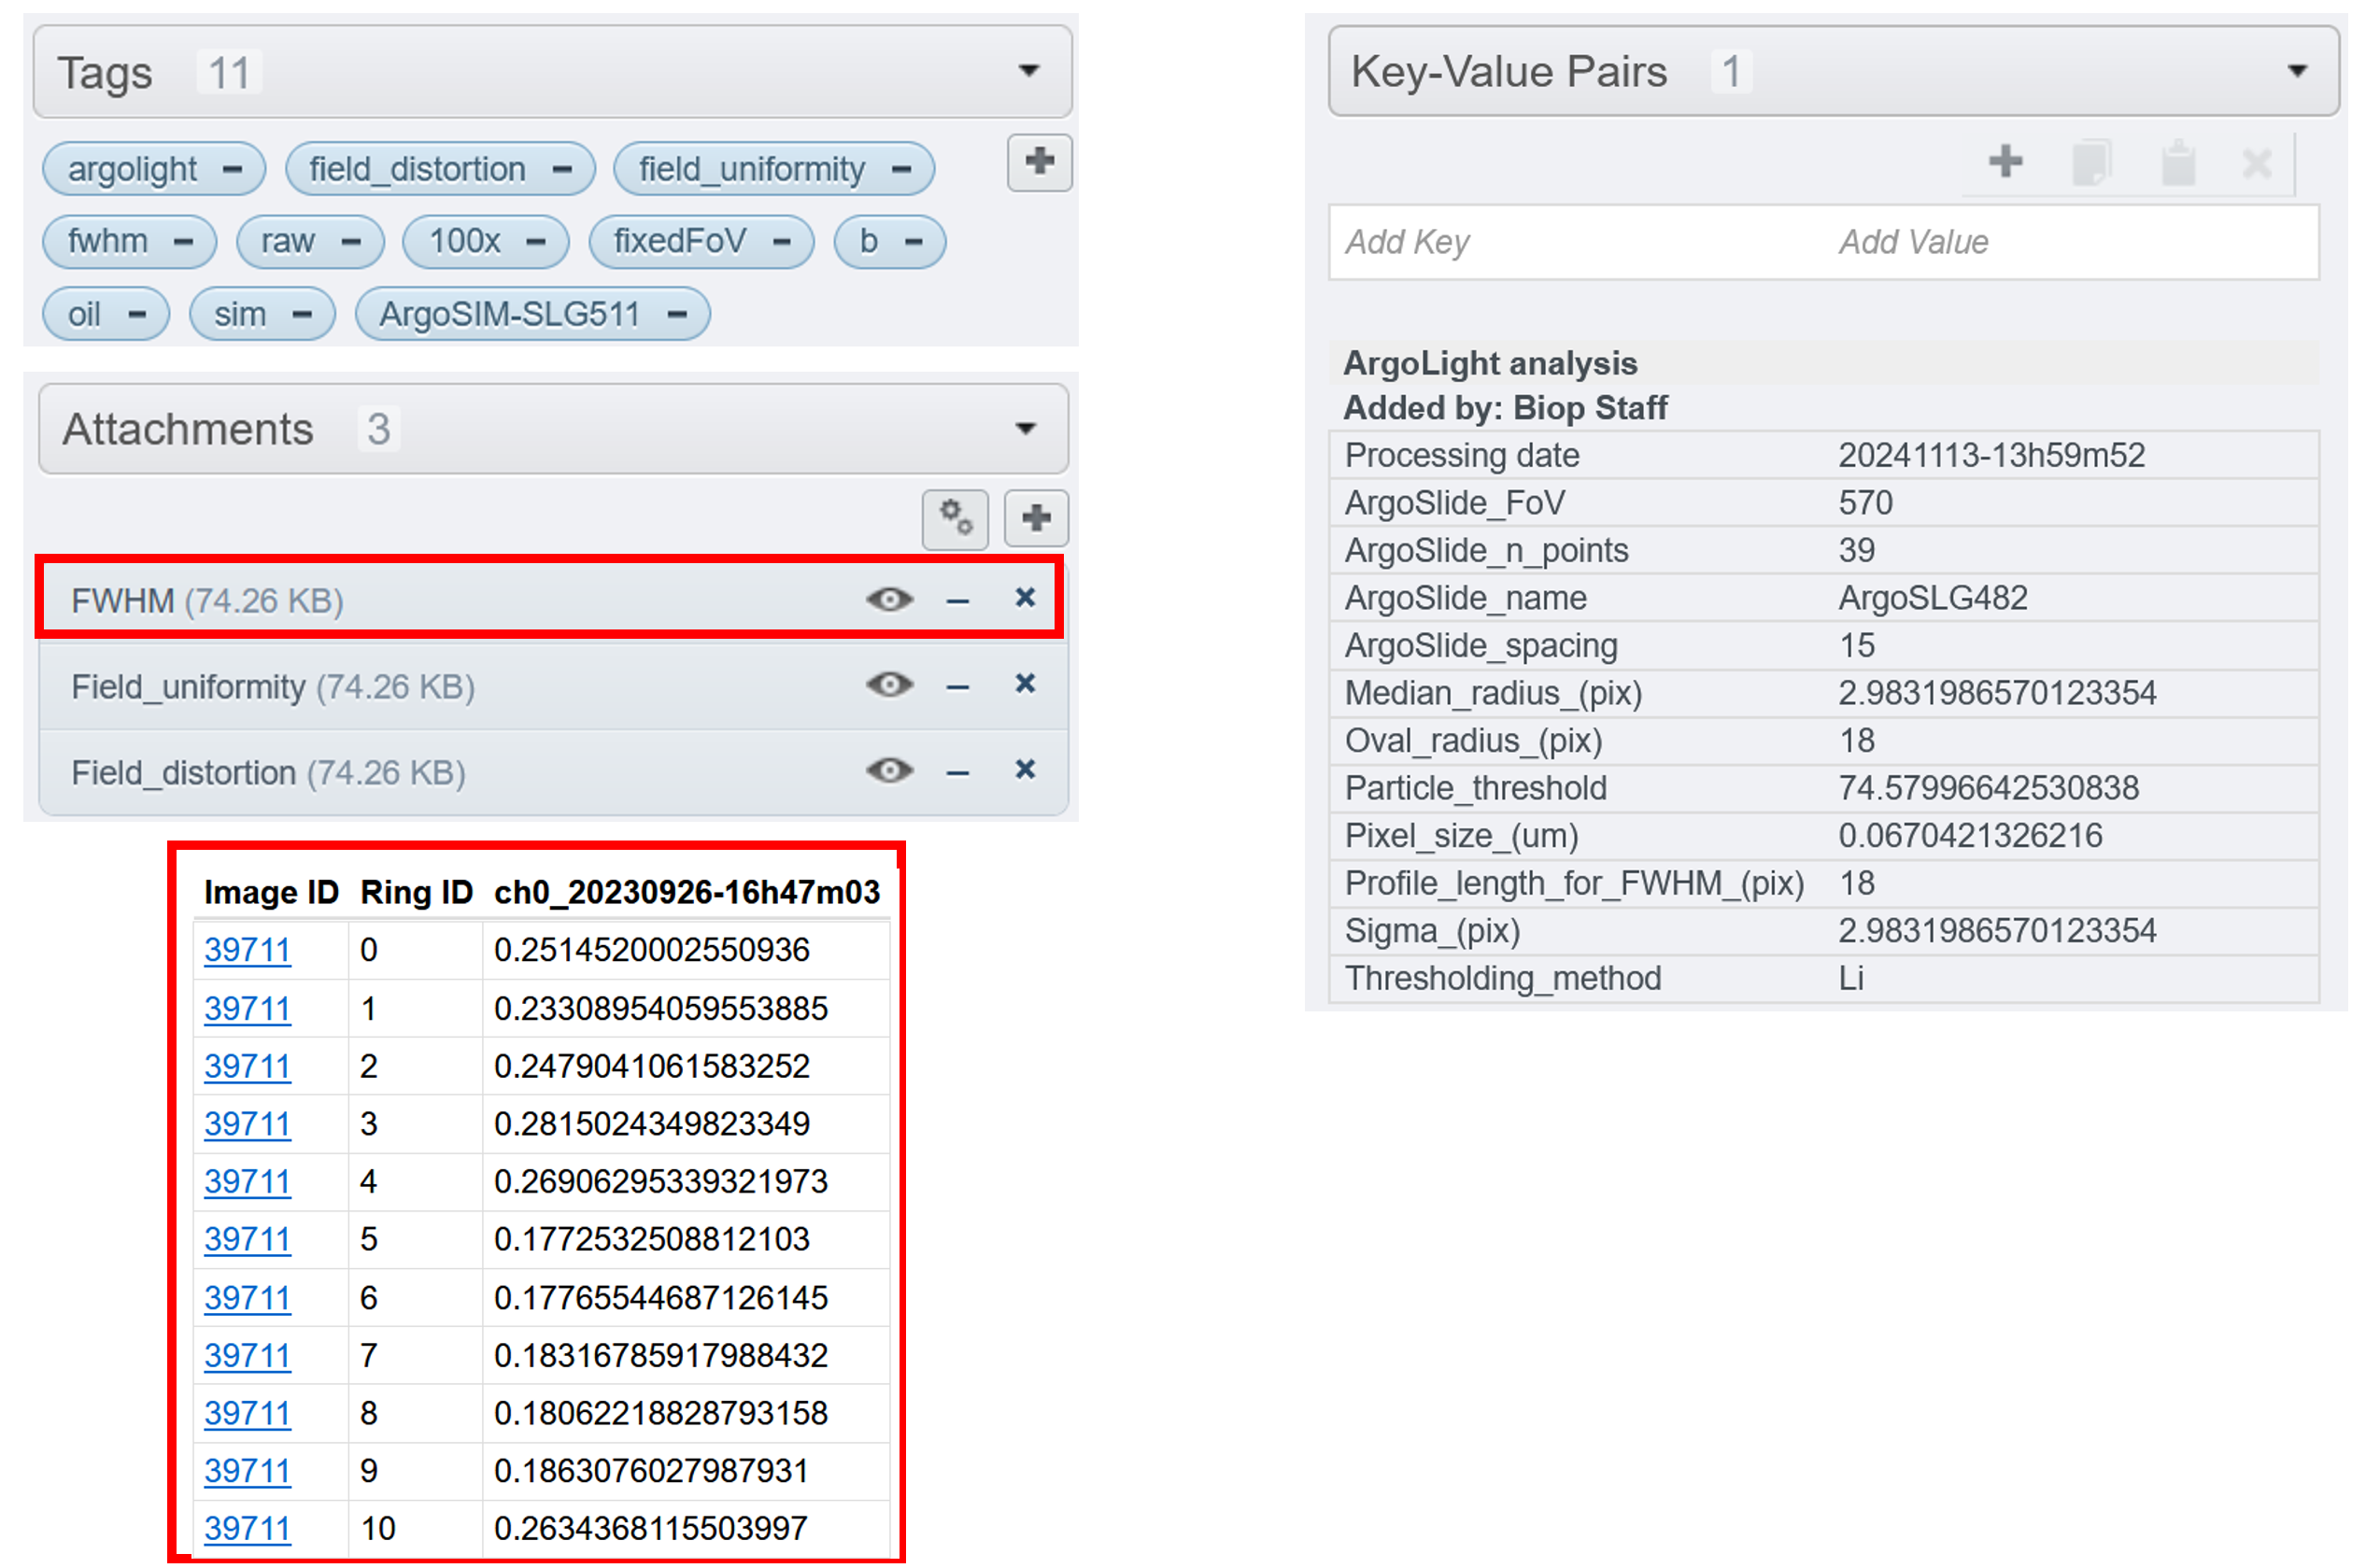 Tags 11
argolight – field_distortion – field_uniformity –
fwhm – raw – 100x – fixedFoV – b –
oil – sim – ArgoSIM-SLG511 –
Attachments 3
FWHM (74.26 KB)
Field_uniformity (74.26 KB)
Field_distortion (74.26 KB)
Image ID Ring ID ch0_20230926-16h47m03
39711 0 0.2514520002550936
39711 1 0.23308954059553885
39711 2 0.2479041061583252
39711 3 0.2815024349823349
39711 4 0.26906295339321973
39711 5 0.1772532508812103
39711 6 0.17765544687126145
39711 7 0.18316785917988432
39711 8 0.18062218828793158
39711 9 0.1863076027987931
39711 10 0.2634368115503997
Key-Value Pairs 1
Add Key Add Value
ArgoLight analysis
Added by: Biop Staff
Processing date 20241113-13h59m52
ArgoSlide_FoV 570
ArgoSlide_n_points 39
ArgoSlide_name ArgoSLG482
ArgoSlide_spacing 15
Median_radius_(pix) 2.9831986570123354
Oval_radius_(pix) 18
Particle_threshold 74.57996642530838
Pixel_size_(um) 0.0670421326216
Profile_length_for_FWHM_(pix) 18
Sigma_(pix) 2.9831986570123354
Thresholding_method Li